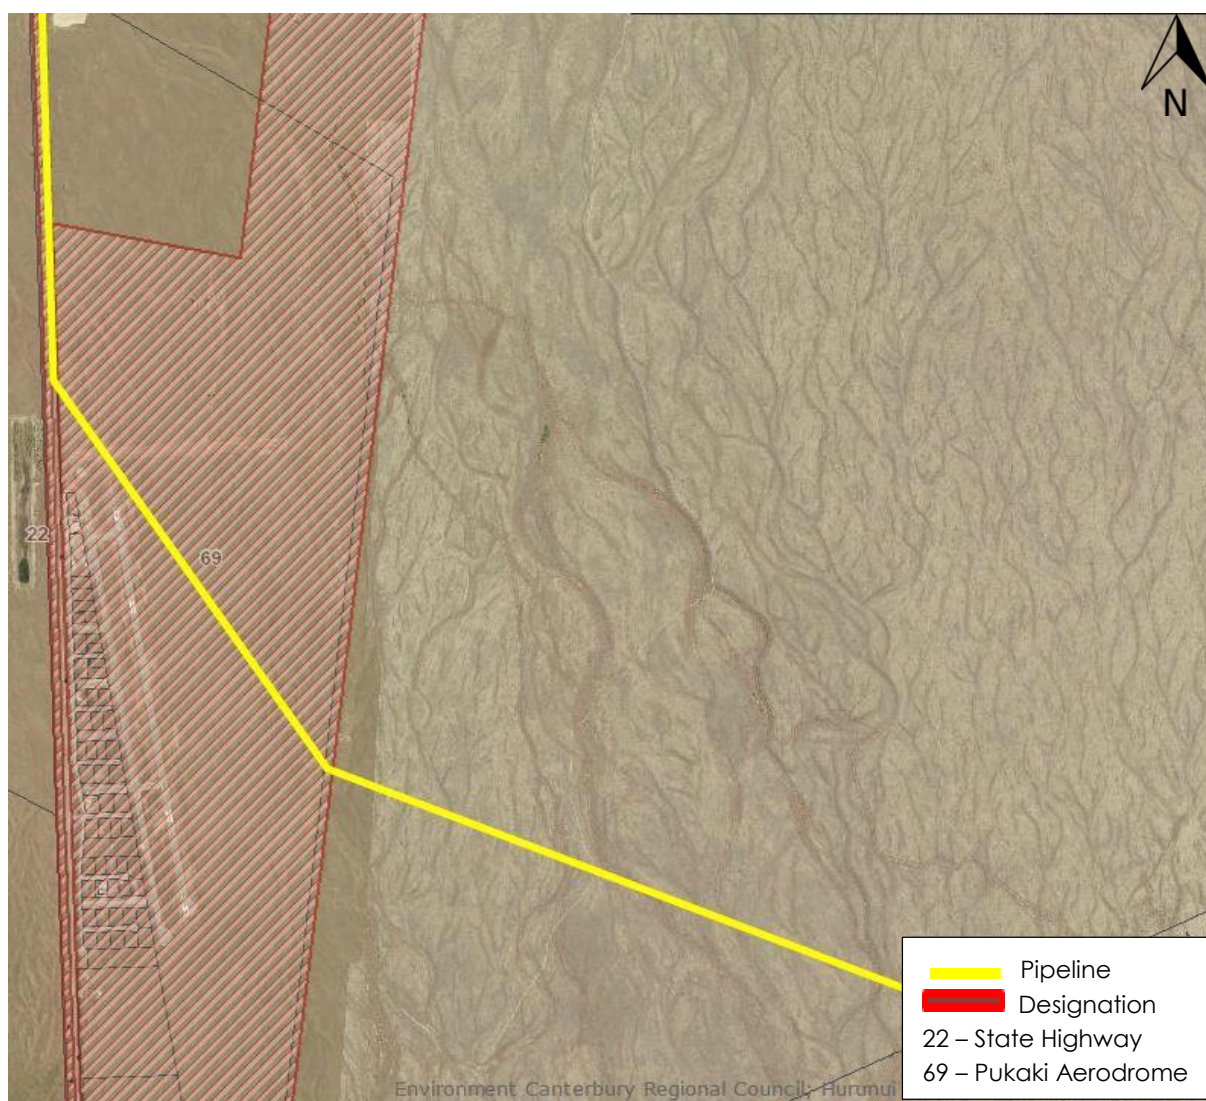 N
22
69
Pipeline
Designation
22 – State Highway
69 – Pukaki Aerodrome
Environment Canterbury Regional Council; Hurunui